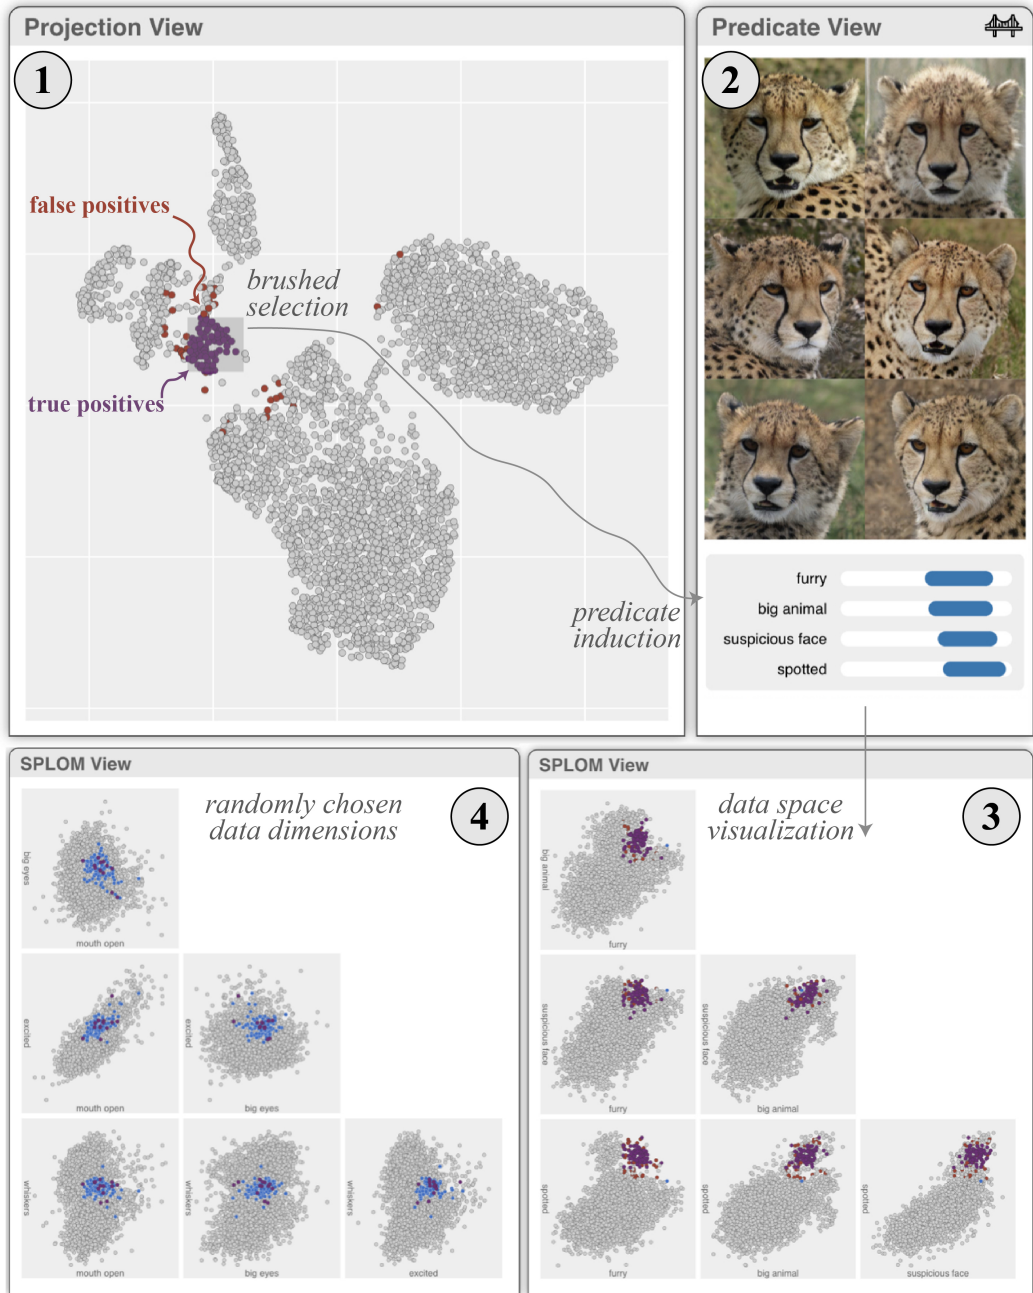 Projection View
1
false positives
brushed
selection
true positives
predicate
induction
Predicate View
2
furry
big animal
suspicious face
spotted
SPLOM View
randomly chosen
data dimensions
4
big eyes
mouth open
excited
mouth open
excited
big eyes
whiskers
mouth open
whiskers
big eyes
whiskers
excited
SPLOM View
data space
visualization
3
big animal
furry
suspicious face
furry
suspicious face
big animal
spotted
furry
spotted
big animal
spotted
suspicious face